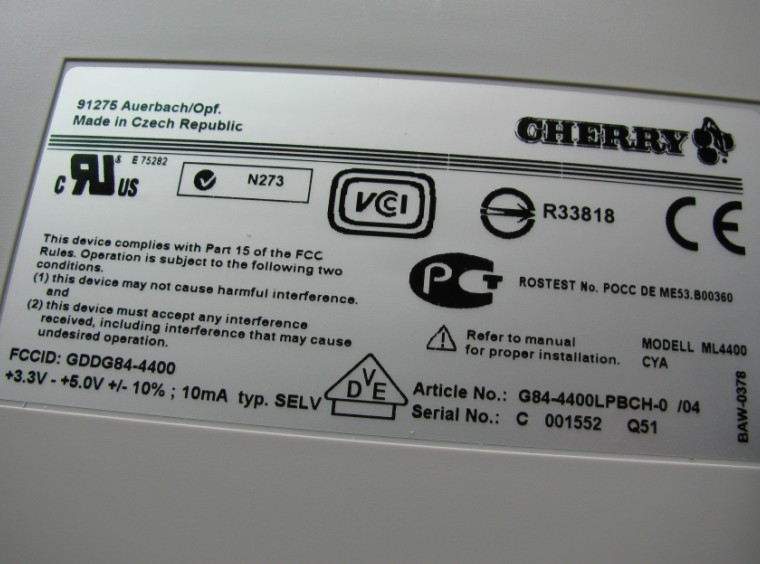 91275 Auerbach/Opf.
Made in Czech Republic
CHERRY
c RU US & E 75282
N273
VCCI
R33818
CE
This device complies with Part 15 of the FCC
Rules. Operation is subject to the following two
conditions.
(1) this device may not cause harmful interference.
and
(2) this device must accept any interference
received, including interference that may cause
undesired operation.
PCT
ROSTEST No. POCC DE ME53.B00360
Refer to manual
for proper installation.
MODELL ML4400
CYA
FCCID: GDDG84-4400
+3.3V - +5.0V +/- 10% ; 10mA typ. SELV
DVE
Article No.: G84-4400LPBCH-0 /04
Serial No.: C 001552 Q51
BAW-0378